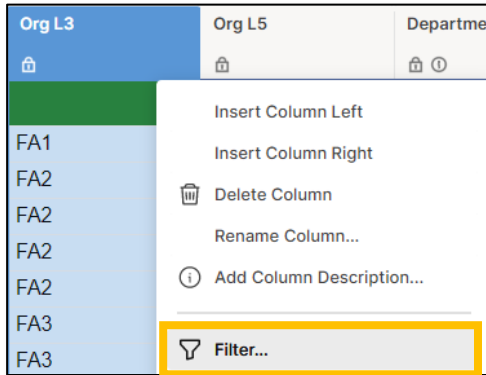 Org L3 Org L5 Departme
Insert Column Left
FA1
Insert Column Right
FA2
Delete Column
FA2
Rename Column...
FA2
Add Column Description...
FA2
FA3
Filter...
FA3